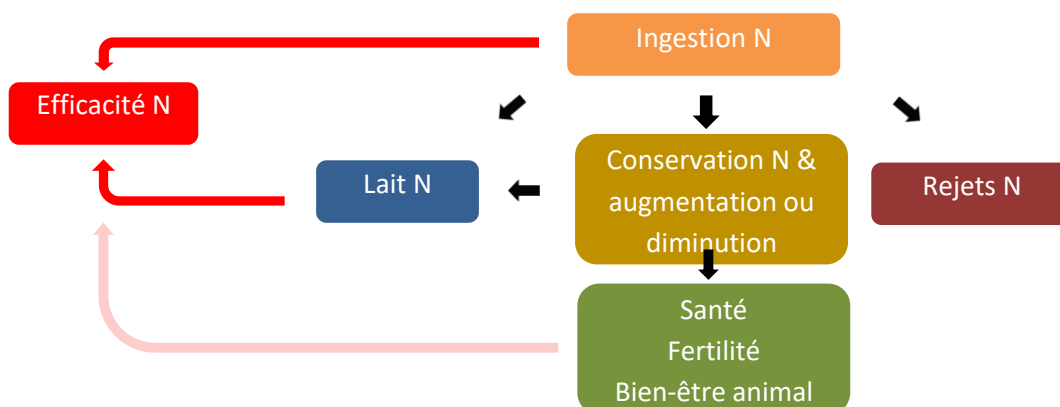 Ingestion N
Efficacité N
Lait N
Conservation N &
augmentation ou
diminution
Rejets N
Santé
Fertilité
Bien-être animal